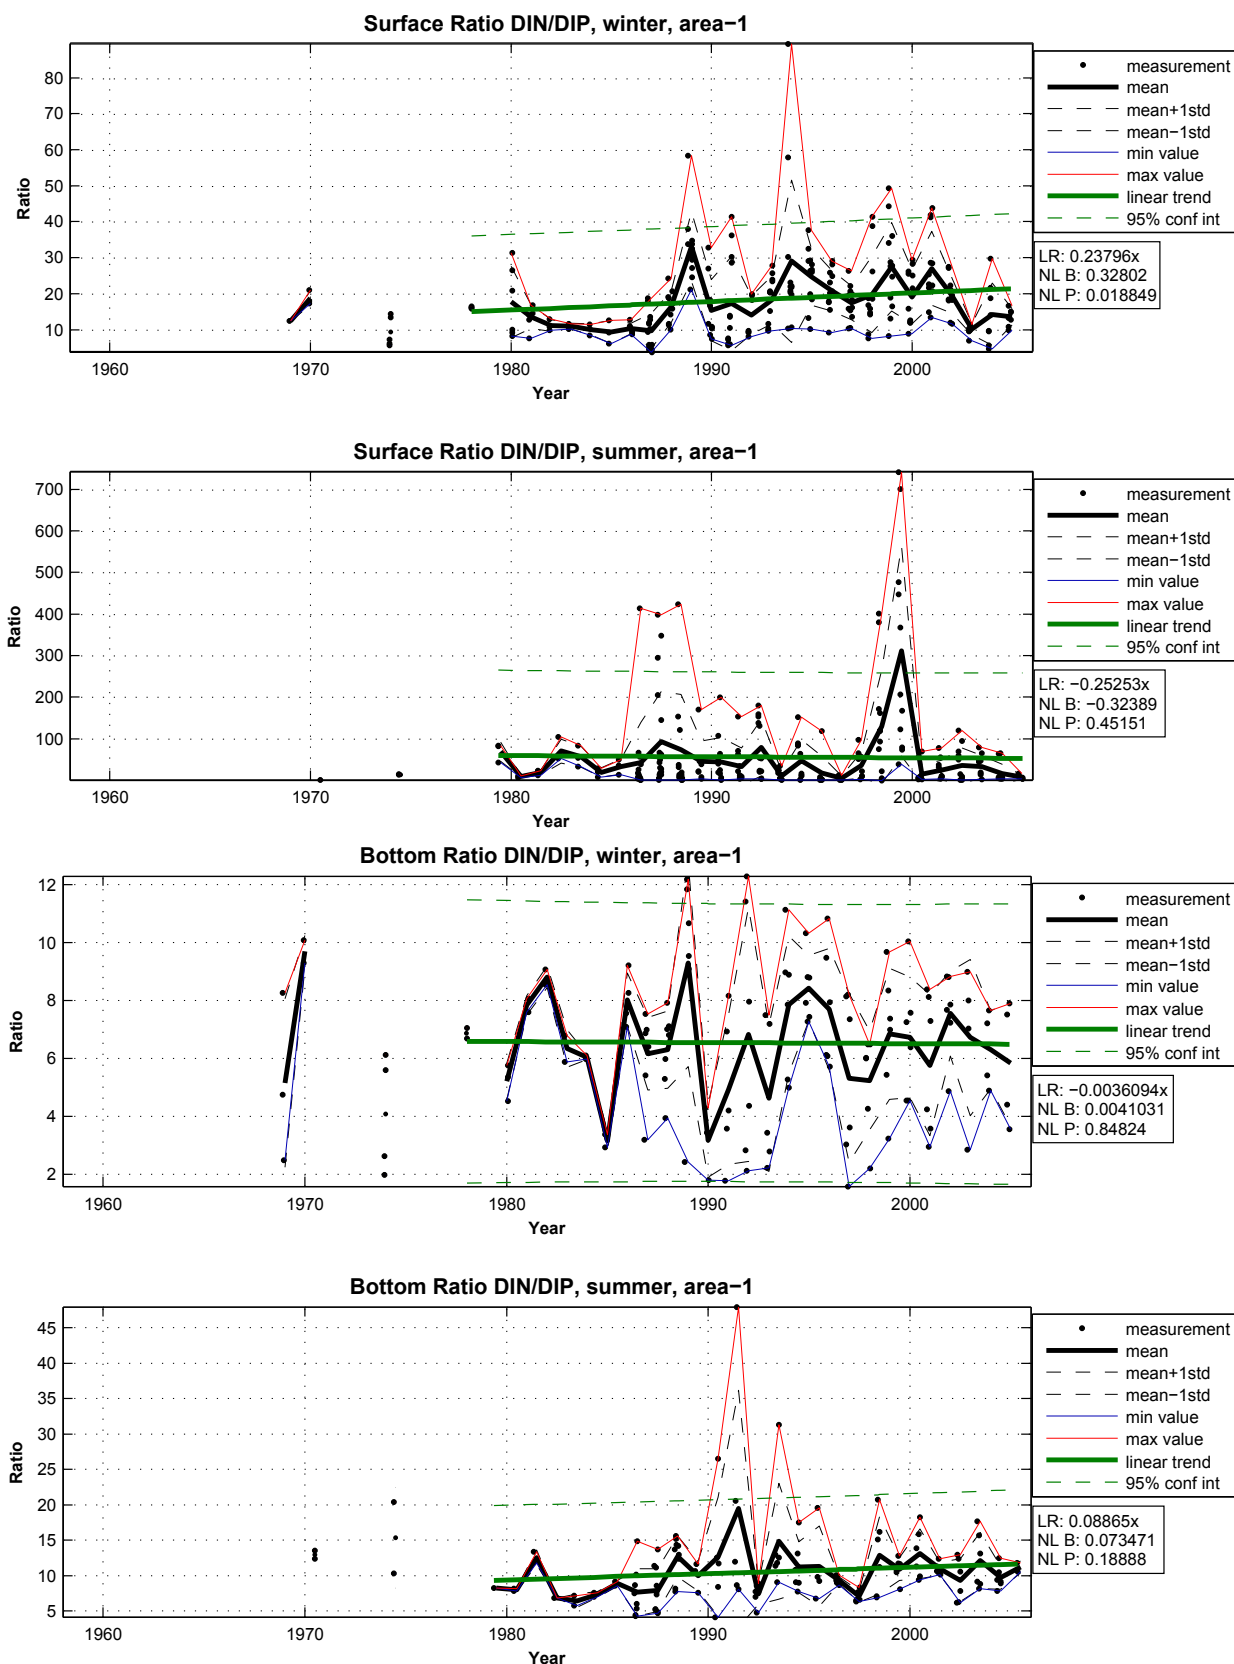 Surface Ratio DIN/DIP, winter, area−1
80
70
60
50
40
30
20
10
Ratio
1960 1970 1980 1990 2000
Year
measurement
mean
mean+1std
mean−1std
min value
max value
linear trend
95% conf int
LR: 0.23796x
NL B: 0.32802
NL P: 0.018849
Surface Ratio DIN/DIP, summer, area−1
700
600
500
400
300
200
100
Ratio
1960 1970 1980 1990 2000
Year
measurement
mean
mean+1std
mean−1std
min value
max value
linear trend
95% conf int
LR: −0.25253x
NL B: −0.32389
NL P: 0.45151
Bottom Ratio DIN/DIP, winter, area−1
12
10
8
6
4
2
Ratio
1960 1970 1980 1990 2000
Year
measurement
mean
mean+1std
mean−1std
min value
max value
linear trend
95% conf int
LR: −0.0036094x
NL B: 0.0041031
NL P: 0.84824
Bottom Ratio DIN/DIP, summer, area−1
45
40
35
30
25
20
15
10
5
Ratio
1960 1970 1980 1990 2000
Year
measurement
mean
mean+1std
mean−1std
min value
max value
linear trend
95% conf int
LR: 0.08865x
NL B: 0.073471
NL P: 0.18888